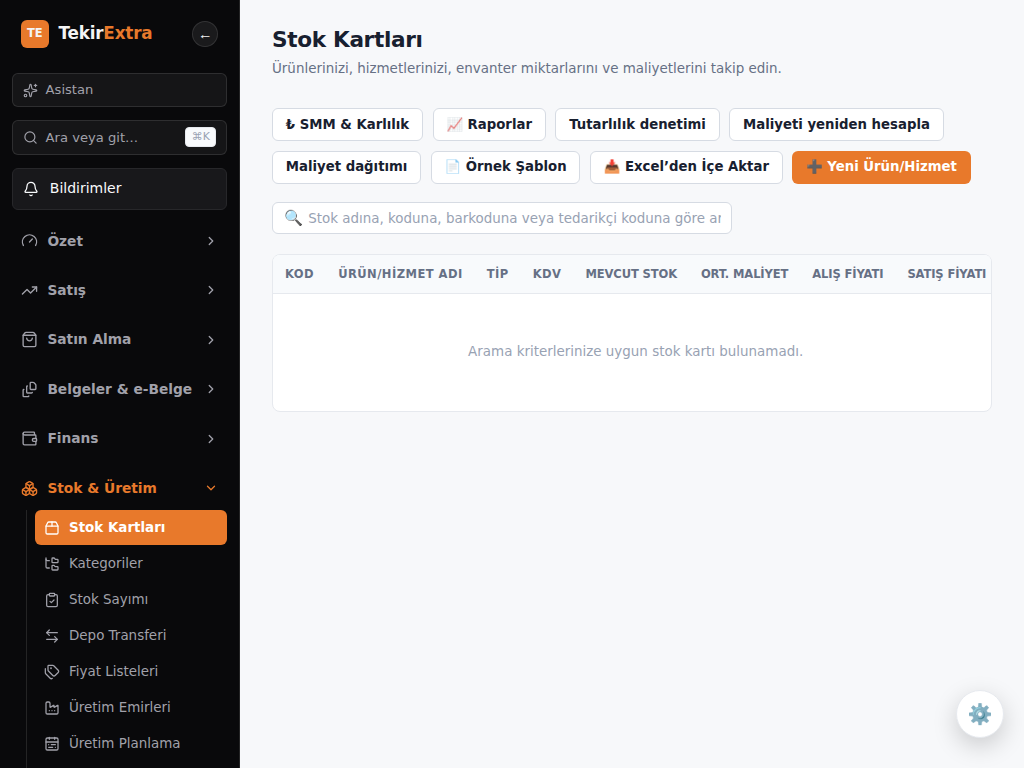 TE
TekirExtra
←
Asistan
Ara veya git...
⌘K
Bildirimler
Özet
Satış
Satın Alma
Belgeler & e-Belge
Finans
Stok & Üretim
Stok Kartları
Kategoriler
Stok Sayımı
Depo Transferi
Fiyat Listeleri
Üretim Emirleri
Üretim Planlama
Stok Kartları
Ürünlerinizi, hizmetlerinizi, envanter miktarlarını ve maliyetlerini takip edin.
₺ SMM & Karlılık
📈 Raporlar
Tutarlılık denetimi
Maliyeti yeniden hesapla
Maliyet dağıtımı
📄 Örnek Şablon
📥 Excel’den İçe Aktar
➕ Yeni Ürün/Hizmet
🔍 Stok adına, koduna, barkoduna veya tedarikçi koduna göre ar
KOD ÜRÜN/HİZMET ADI TİP KDV MEVCUT STOK ORT. MALİYET ALIŞ FİYATI SATIŞ FİYATI
Arama kriterlerinize uygun stok kartı bulunamadı.